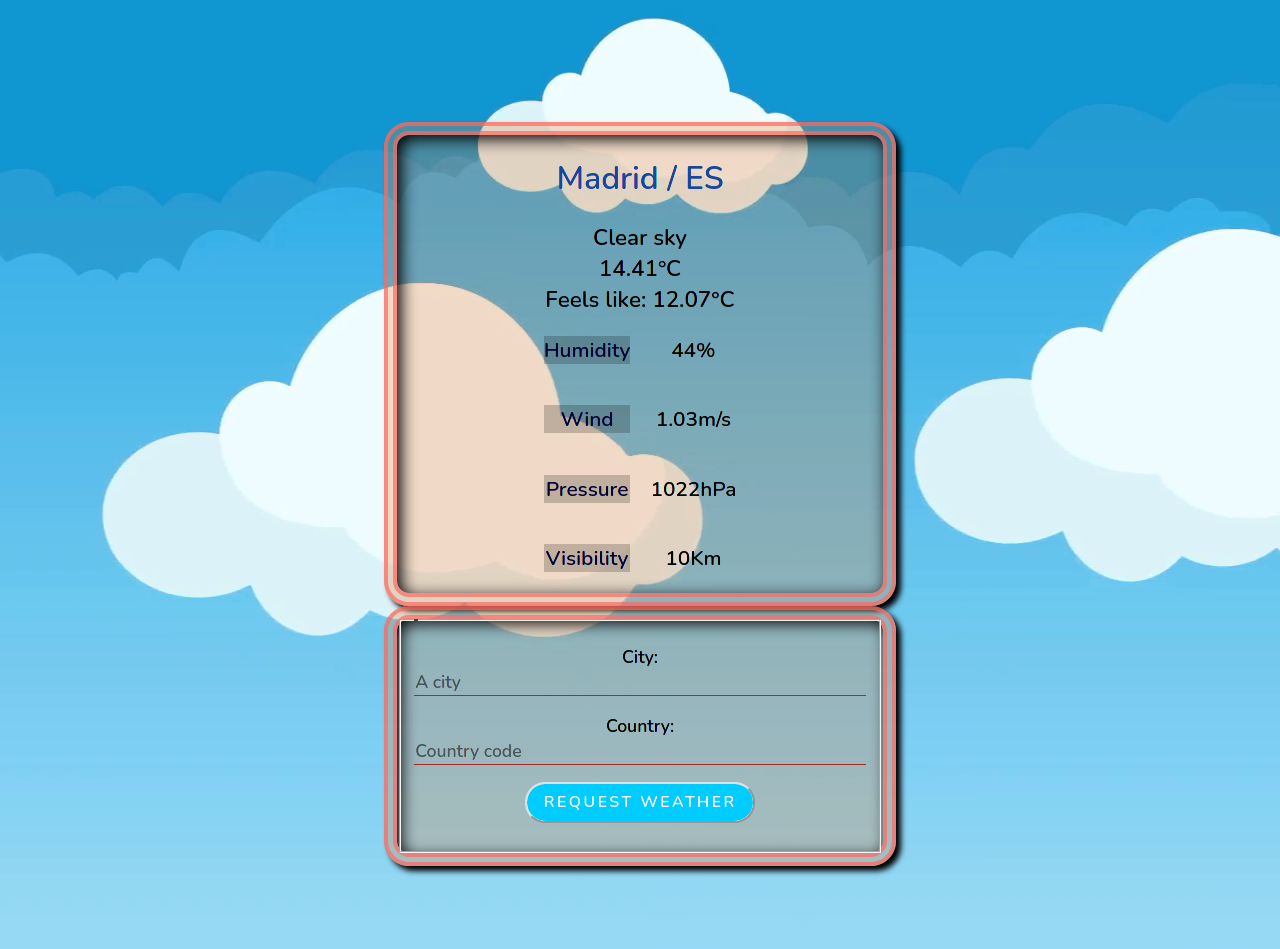 Madrid / ES
Clear sky
14.41°C
Feels like: 12.07°C
Humidity 44%
Wind 1.03m/s
Pressure 1022hPa
Visibility 10Km
City:
A city
Country:
Country code
REQUEST WEATHER